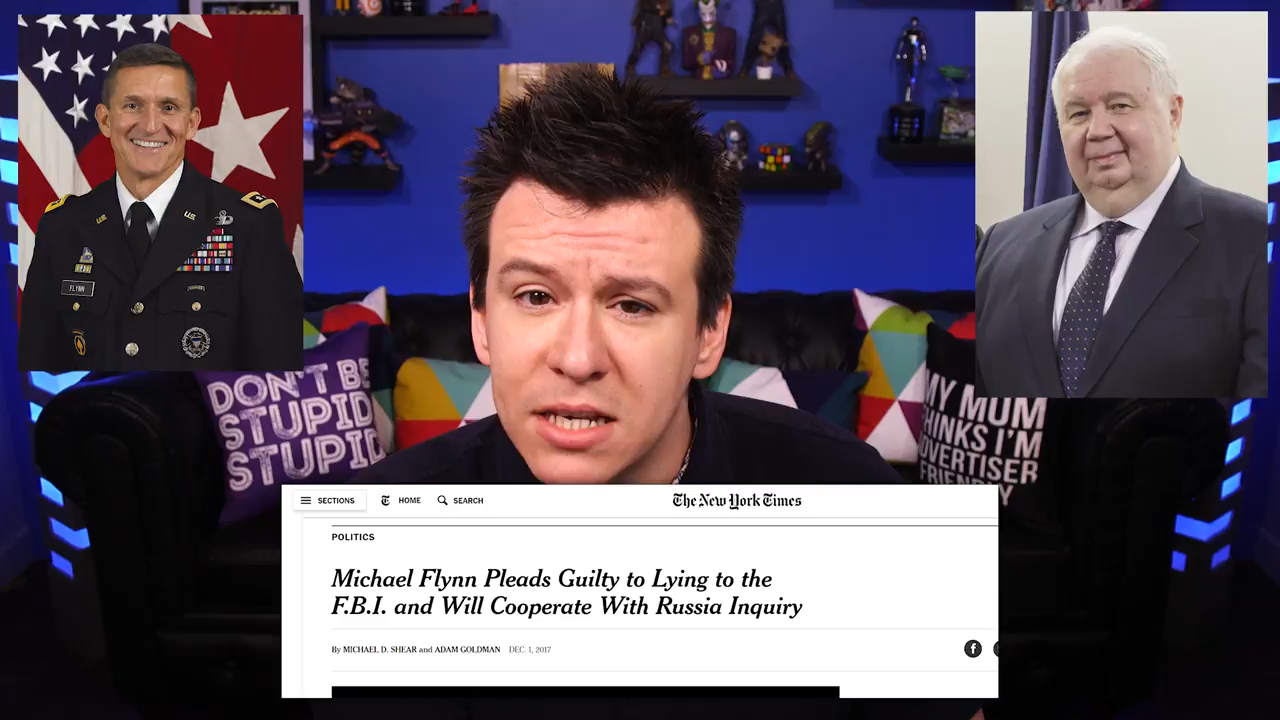 U.S.
U.S.
FLYNN
DON'T BE
STUPID
STUPID
MY MUM
THINKS I'M
ADVERTISER
FRIENDLY
SECTIONS
HOME
SEARCH
The New York Times
POLITICS
Michael Flynn Pleads Guilty to Lying to the
F.B.I. and Will Cooperate With Russia Inquiry
By MICHAEL D. SHEAR and ADAM GOLDMAN DEC. 1, 2017